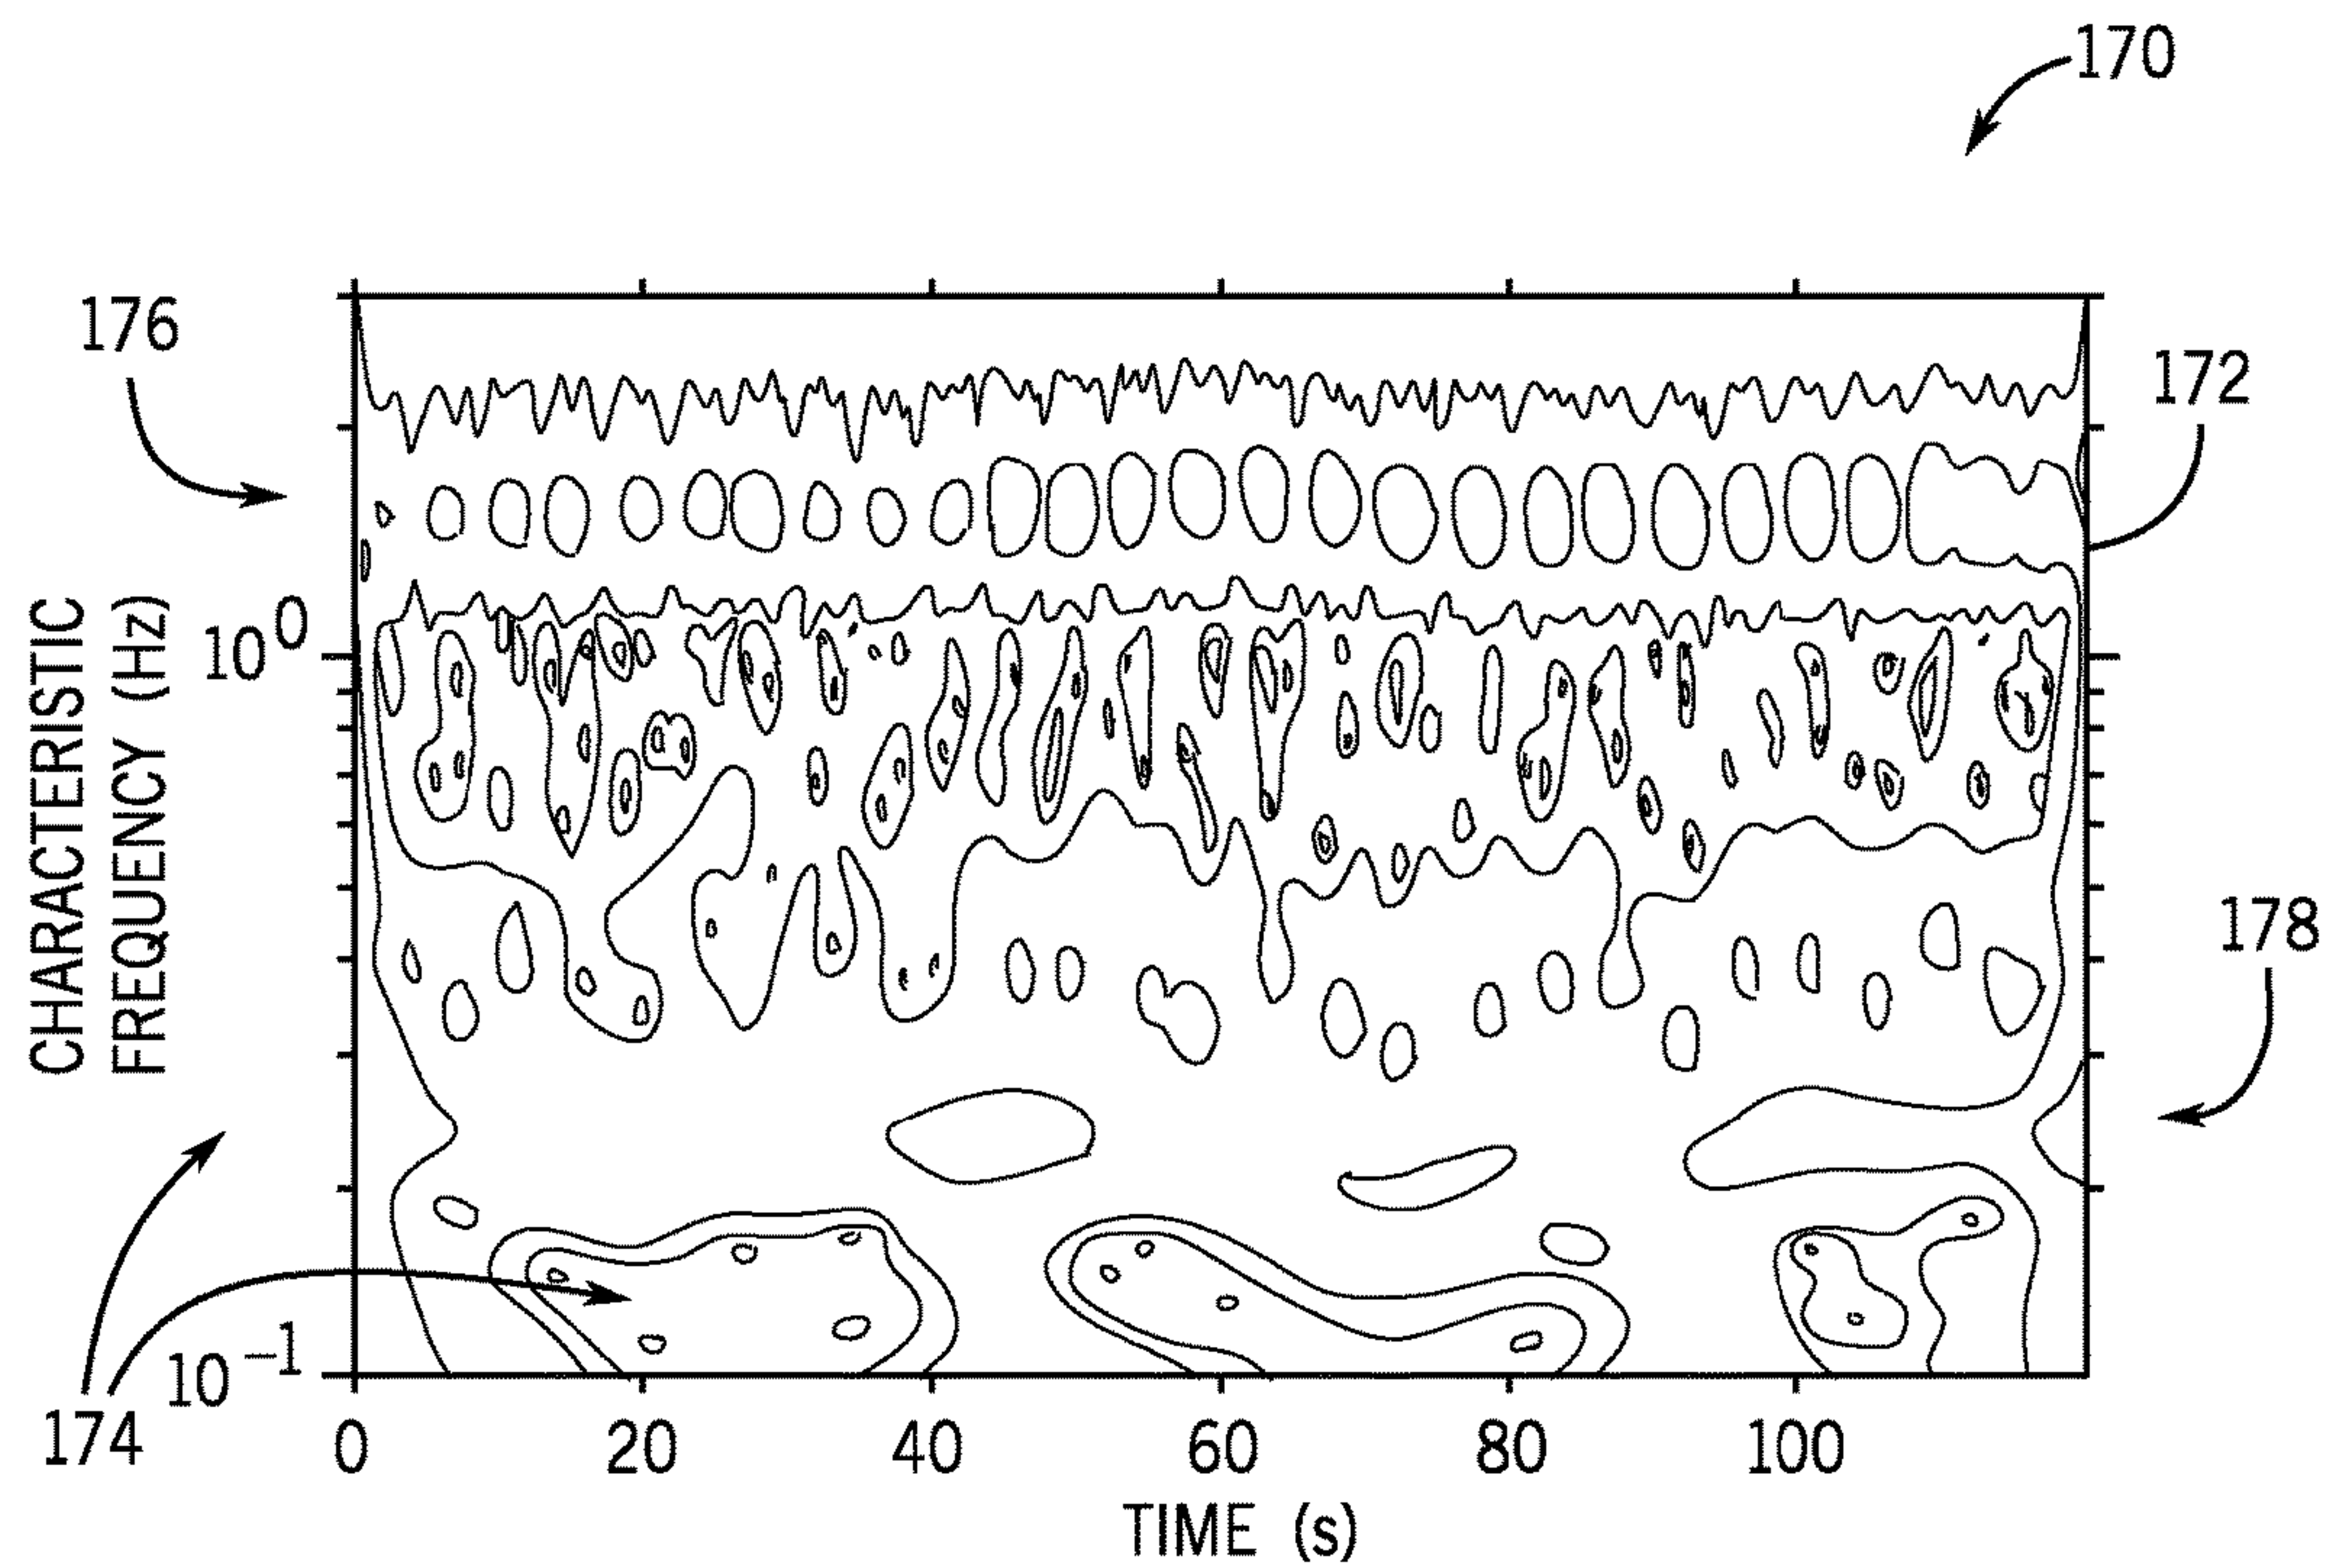 170
176
172
CHARACTERISTIC
FREQUENCY (Hz)
10⁰
178
10⁻¹
174
0 20 40 60 80 100
TIME (s)